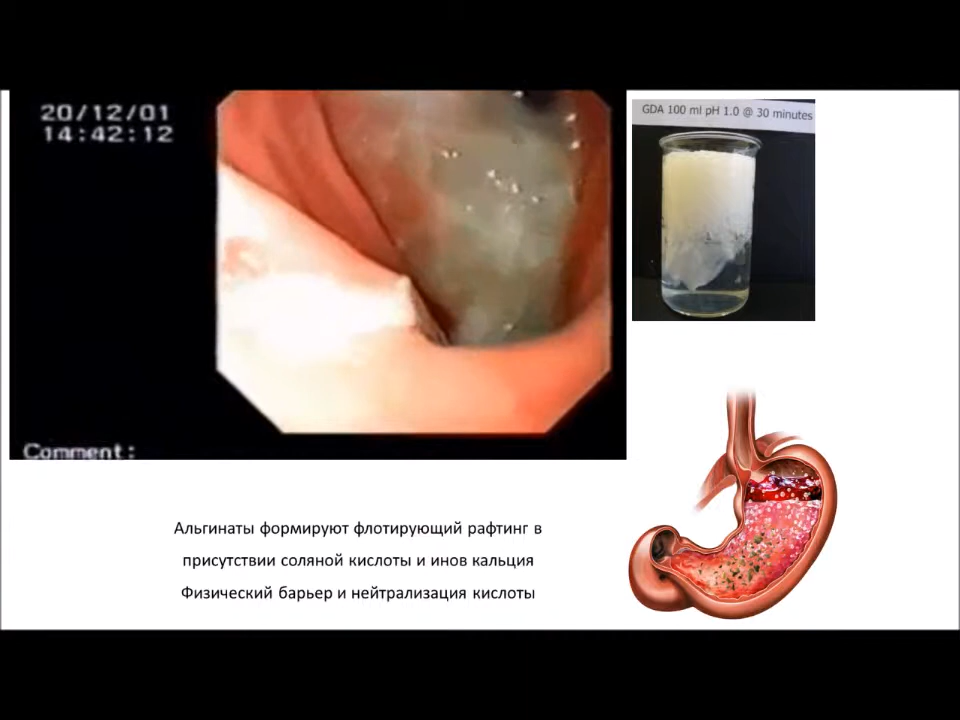 20/12/01
14:42:12
GDA 100 ml pH 1.0 @ 30 minutes
Comment:
Альгинаты формируют флотирующий рафтинг в
присутствии соляной кислоты и инов кальция
Физический барьер и нейтрализация кислоты